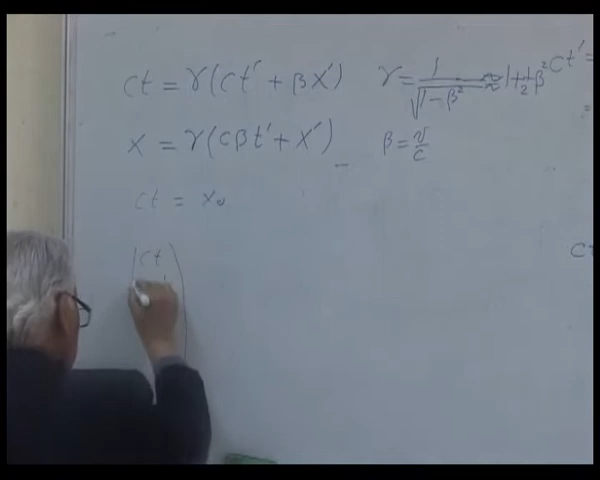 ct = γ(ct' + βx') γ = 1/√1-β² ≈ 1+½β² ct' =
x = γ(cβt' + x') β = v/c
ct = x₀
ct